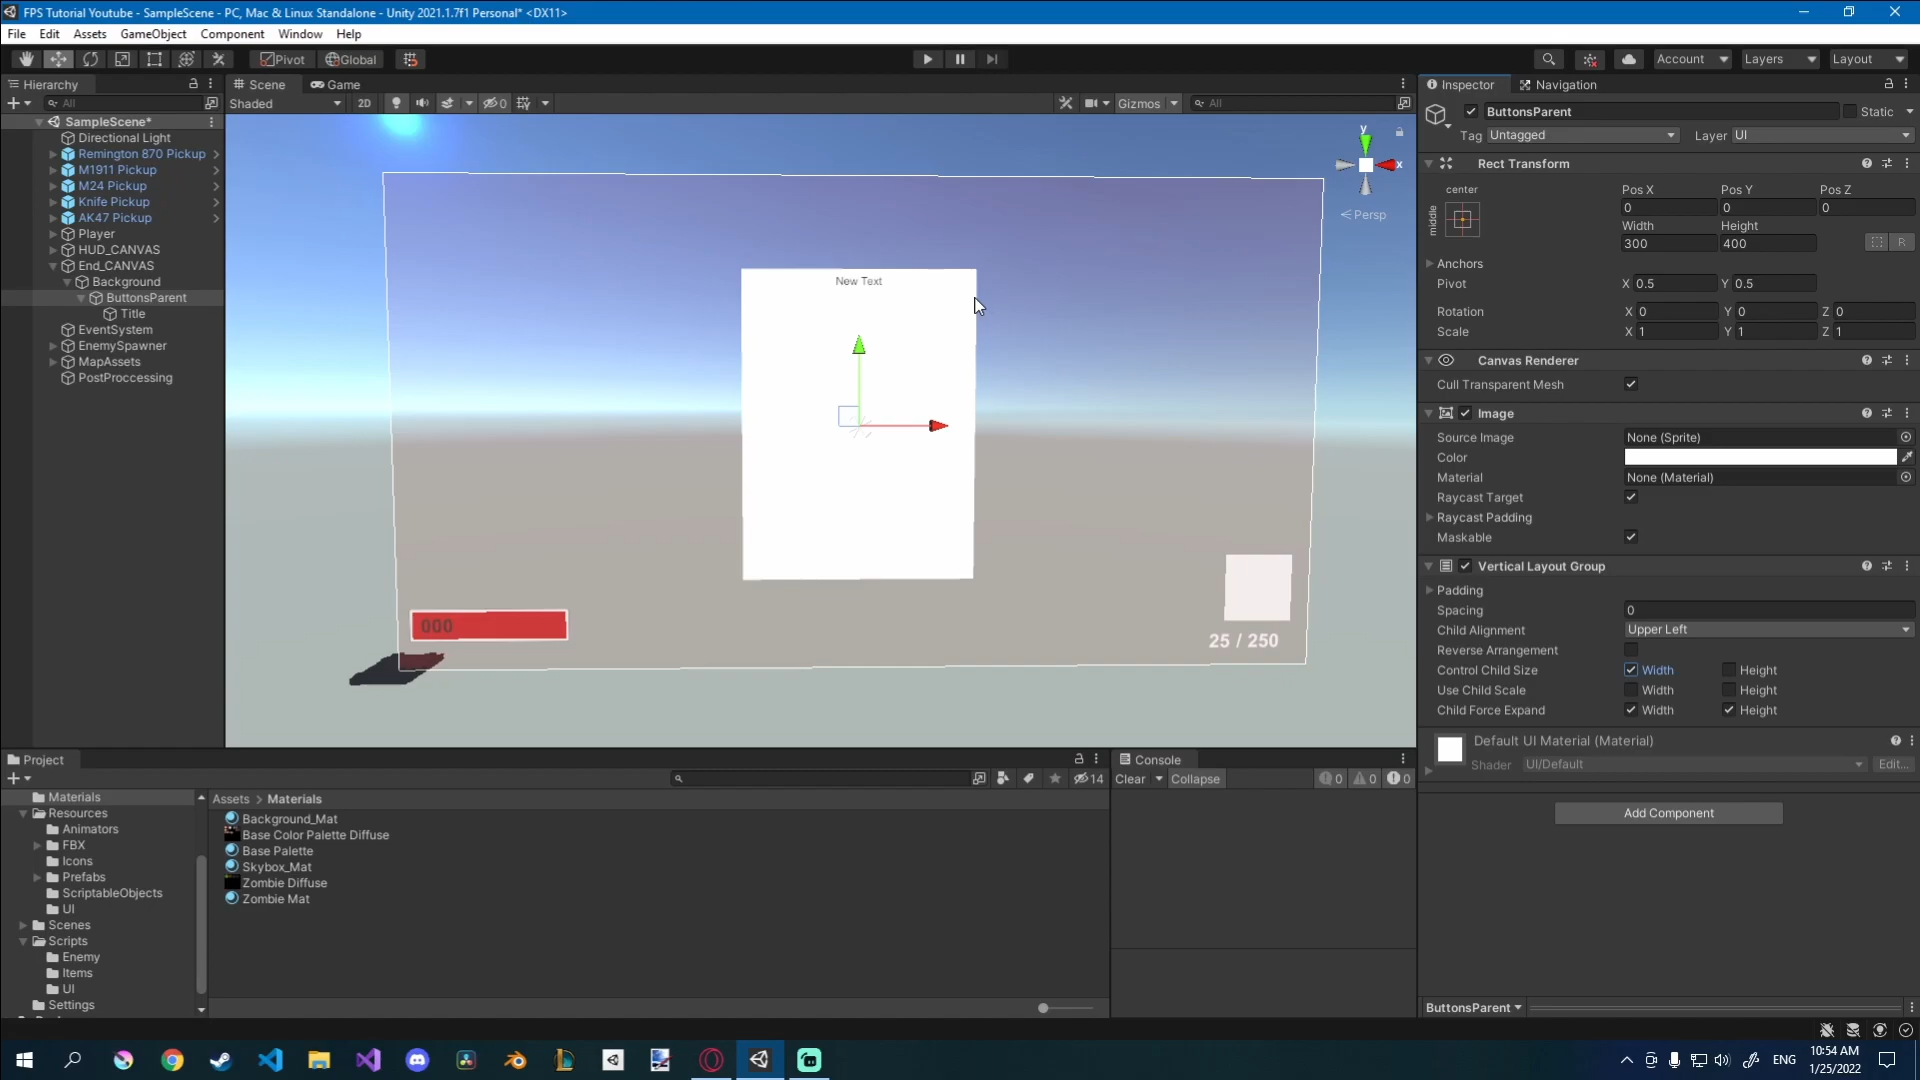 FPS Tutorial Youtube - SampleScene - PC, Mac & Linux Standalone - Unity 2021.1.7f1 Personal* <DX11>
File Edit Assets GameObject Component Window Help
Pivot Global Account Layers Layout
Hierarchy
All
SampleScene*
Directional Light
Remington 870 Pickup
M1911 Pickup
M24 Pickup
Knife Pickup
AK47 Pickup
Player
HUD_CANVAS
End_CANVAS
Background
ButtonsParent
Title
EventSystem
EnemySpawner
MapAssets
PostProccessing
Scene Game
Shaded 2D 0 Gizmos All
y
x
Persp
New Text
000
25 / 250
Inspector Navigation
ButtonsParent Static
Tag Untagged Layer UI
Rect Transform
center Pos X Pos Y Pos Z
middle 0 0 0
Width Height
300 400 R
Anchors
Pivot X 0.5 Y 0.5
Rotation X 0 Y 0 Z 0
Scale X 1 Y 1 Z 1
Canvas Renderer
Cull Transparent Mesh
Image
Source Image None (Sprite)
Color
Material None (Material)
Raycast Target
Raycast Padding
Maskable
Vertical Layout Group
Padding
Spacing 0
Child Alignment Upper Left
Reverse Arrangement
Control Child Size Width Height
Use Child Scale Width Height
Child Force Expand Width Height
Default UI Material (Material)
Shader UI/Default Edit...
Add Component
ButtonsParent
Project
14
Materials
Resources
Animators
FBX
Icons
Prefabs
ScriptableObjects
UI
Scenes
Scripts
Enemy
Items
UI
Settings
Assets > Materials
Background_Mat
Base Color Palette Diffuse
Base Palette
Skybox_Mat
Zombie Diffuse
Zombie Mat
Console
Clear Collapse 0 0 0
ENG
10:54 AM
1/25/2022